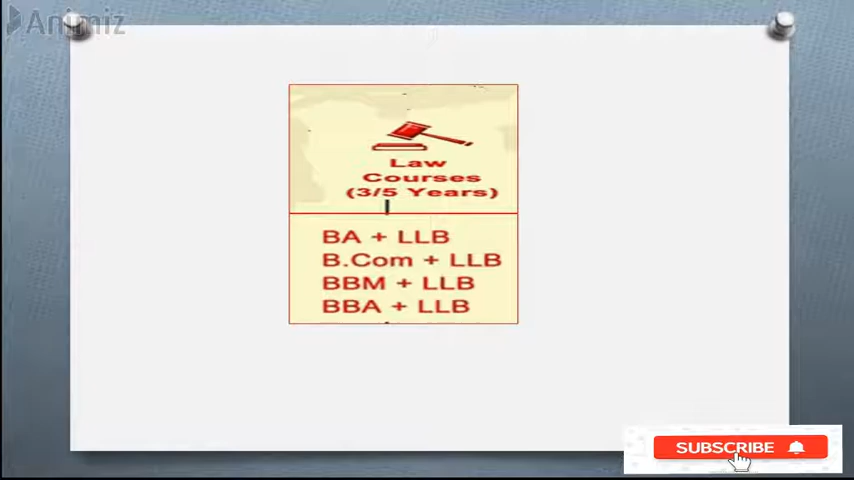 Animiz
Law
Courses
(3/5 Years)
BA + LLB
B.Com + LLB
BBM + LLB
BBA + LLB
SUBSCRIBE